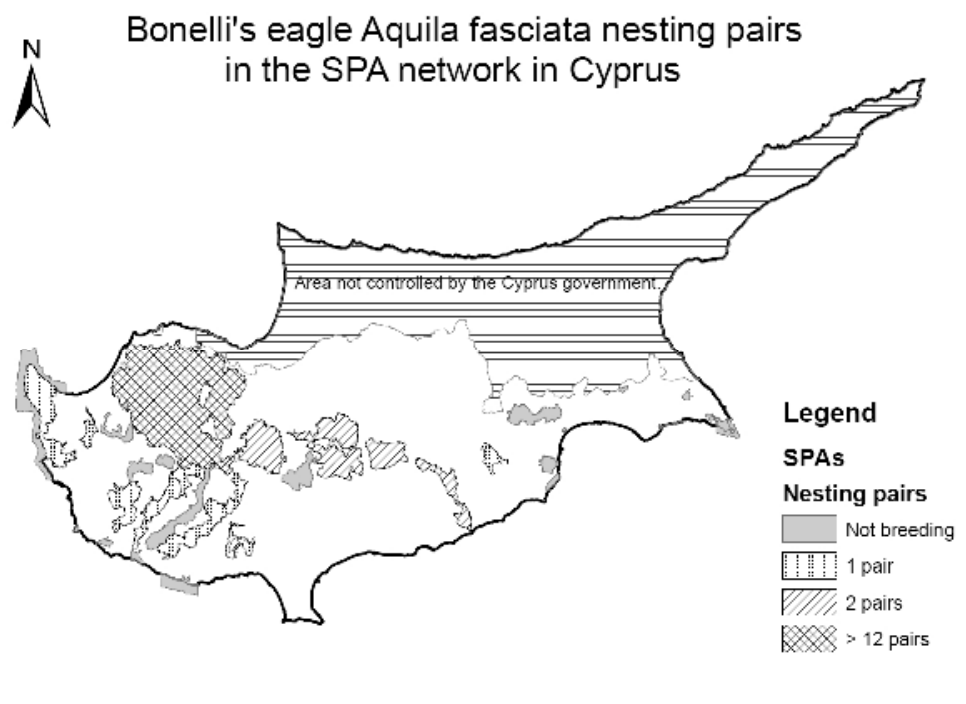 Bonelli's eagle Aquila fasciata nesting pairs
in the SPA network in Cyprus
N
Area not controlled by the Cyprus government.
Legend
SPAs
Nesting pairs
Not breeding
1 pair
2 pairs
> 12 pairs